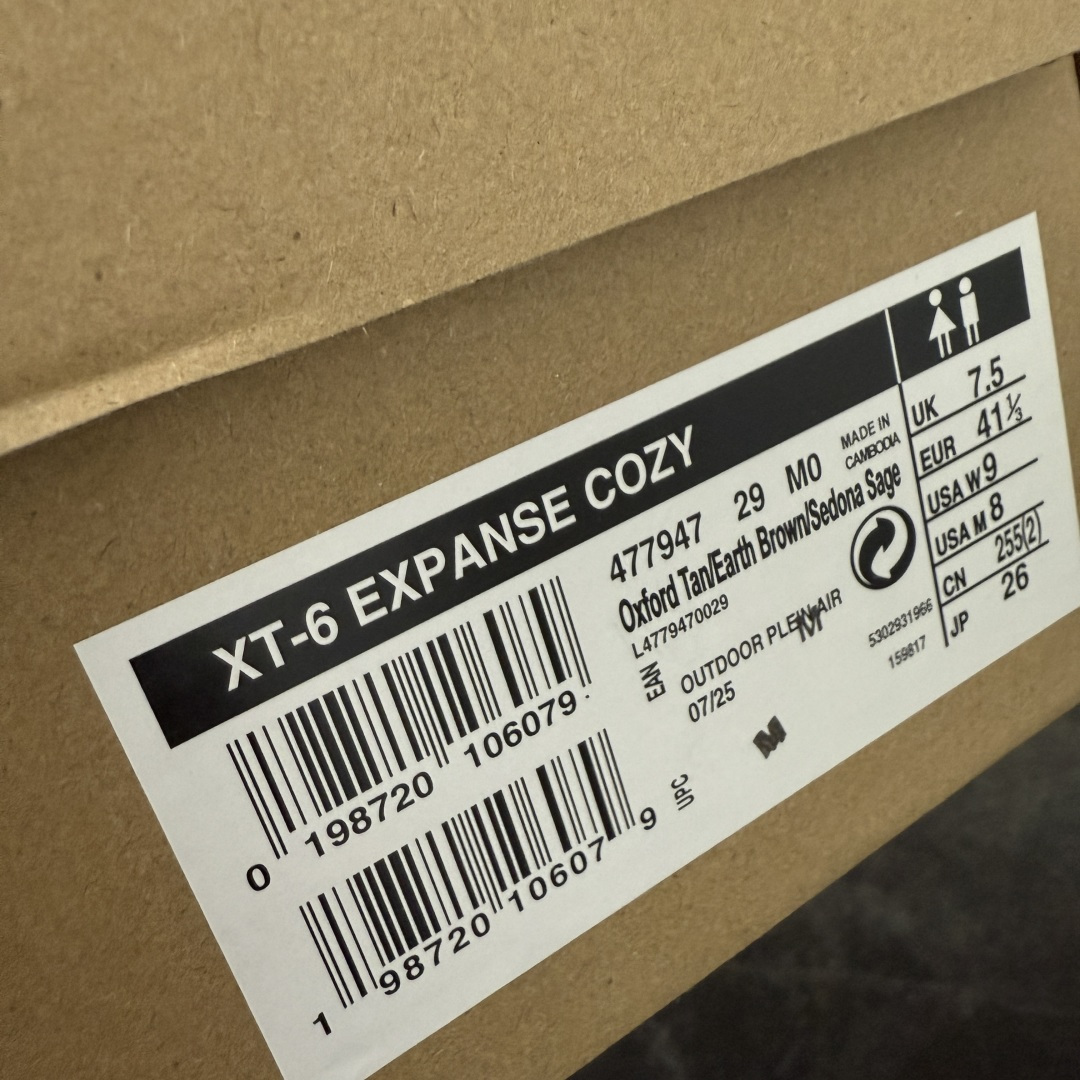 XT-6 EXPANSE COZY
477947 29 M0
MADE IN
CAMBODIA
Oxford Tan/Earth Brown/Sedona Sage
L4779470029
EAN
OUTDOOR PLEIN AIR
07/25
M
M
5302931966
159817
0 198720 106079
1 98720 10607 9
UPC
UK 7.5
EUR 41⅓
USA W 9
USA M 8
CN 255(2)
JP 26